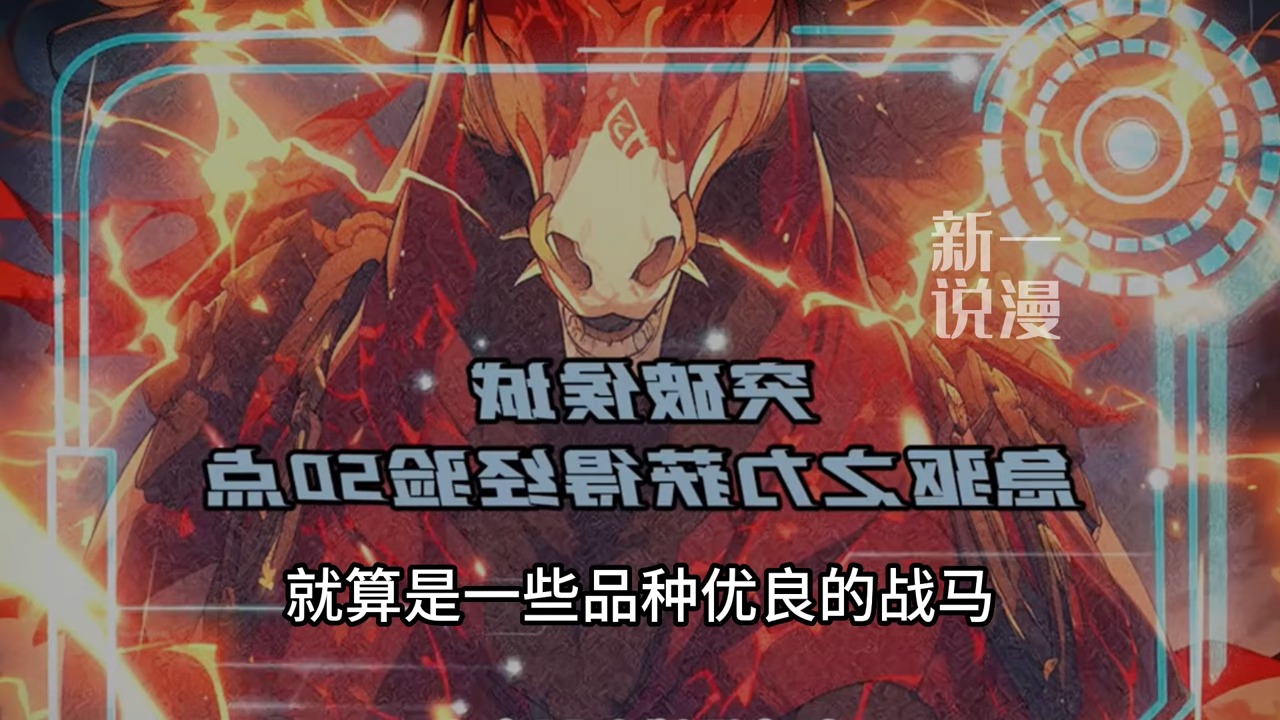 新一
说漫
突破侯城
急驱之力获得经验50点
就算是一些品种优良的战马